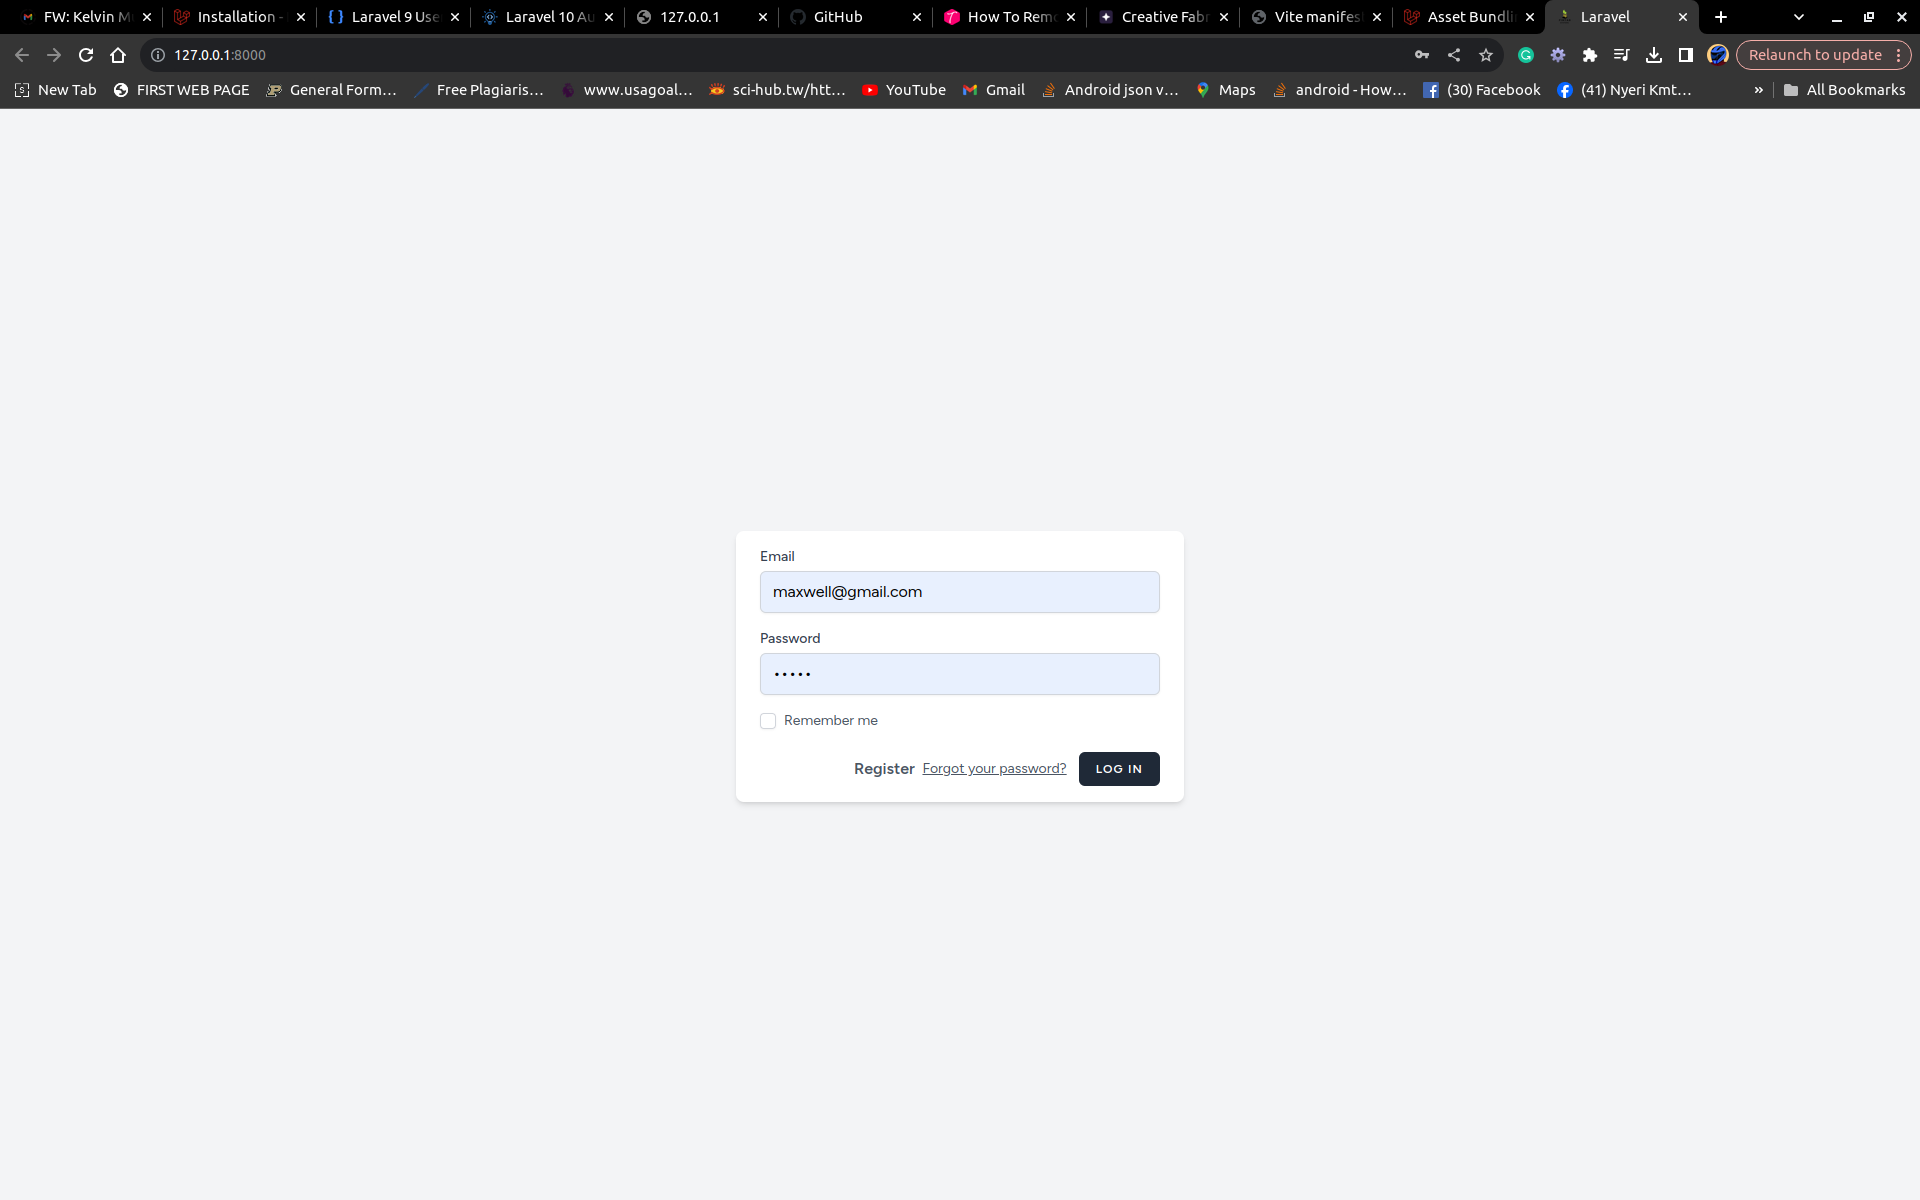 FW: Kelvin M
Installation -
Laravel 9 Use
Laravel 10 Au
127.0.0.1
GitHub
How To Remo
Creative Fabr
Vite manifest
Asset Bundli
Laravel
127.0.0.1:8000
Relaunch to update
New Tab
FIRST WEB PAGE
General Form...
Free Plagiaris...
www.usagoal...
sci-hub.tw/htt...
YouTube
Gmail
Android json v...
Maps
android - How...
(30) Facebook
(41) Nyeri Kmt...
»
All Bookmarks
Email
maxwell@gmail.com
Password
•••••
Remember me
Register Forgot your password? LOG IN